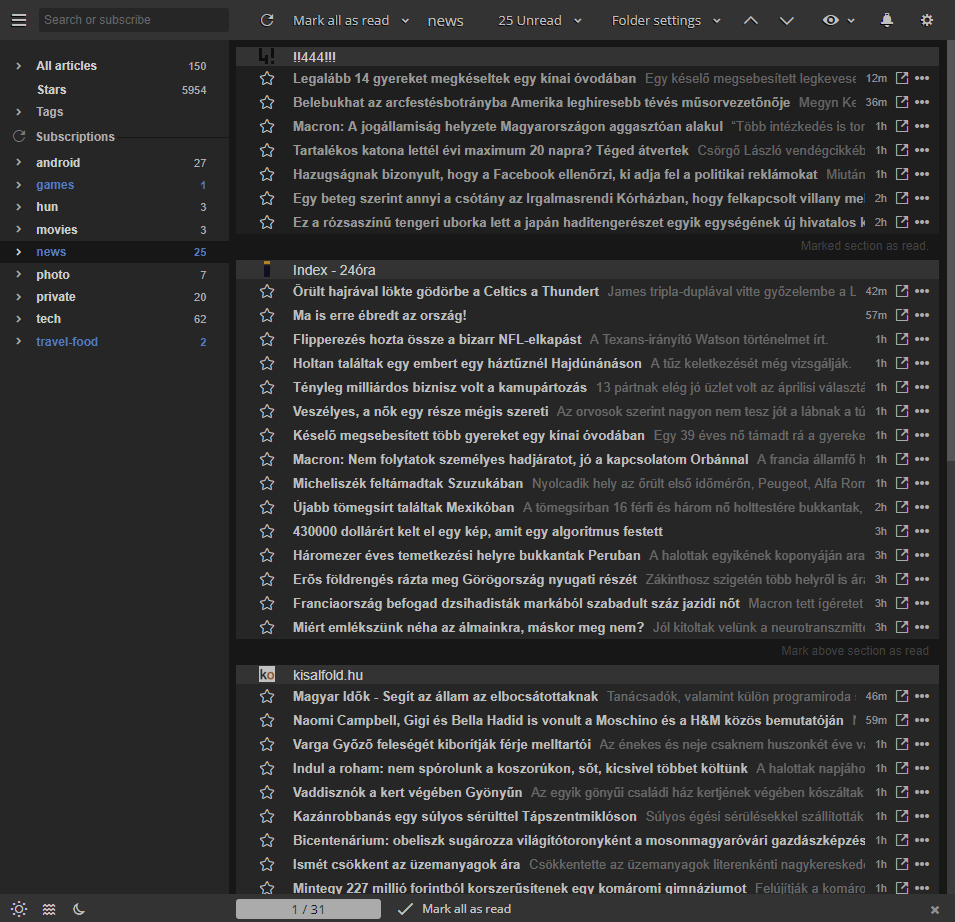 Search or subscribe
Mark all as read
news
25 Unread
Folder settings
All articles 150
Stars 5954
Tags
Subscriptions
android 27
games 1
hun 3
movies 3
news 25
photo 7
private 20
tech 62
travel-food 2
4! !!444!!!
Legalább 14 gyereket megkéseltek egy kínai óvodában Egy késelő megsebesített legkevese 12m
Belebukhat az arcfestésbotrányba Amerika leghíresebb tévés műsorvezetőnője Megyn Ke 36m
Macron: A jogállamiság helyzete Magyarországon aggasztóan alakul "Több intézkedés is tor 1h
Tartalékos katona lettél évi maximum 20 napra? Téged átvertek Csörgő László vendégcikkéb 1h
Hazugságnak bizonyult, hogy a Facebook ellenőrzi, ki adja fel a politikai reklámokat Miután 1h
Egy beteg szerint annyi a csótány az Irgalmasrendi Kórházban, hogy felkapcsolt villany me 2h
Ez a rózsaszínű tengeri uborka lett a japán haditengerészet egyik egységének új hivatalos k 2h
Marked section as read.
Index - 24óra
Őrült hajrával lökte gödörbe a Celtics a Thundert James tripla-duplával vitte győzelembe a L 42m
Ma is erre ébredt az ország! 57m
Flipperezés hozta össze a bizarr NFL-elkapást A Texans-irányító Watson történelmet írt. 1h
Holtan találtak egy embert egy háztűznél Hajdúnánáson A tűz keletkezését még vizsgálják. 1h
Tényleg milliárdos biznisz volt a kamupártozás 13 pártnak elég jó üzlet volt az áprilisi választá 1h
Veszélyes, a nők egy része mégis szereti Az orvosok szerint nagyon nem tesz jót a lábnak a tú 1h
Késelő megsebesített több gyereket egy kínai óvodában Egy 39 éves nő támadt rá a gyereke 1h
Macron: Nem folytatok személyes hadjáratot, jó a kapcsolatom Orbánnal A francia államfő h 1h
Micheliszék feltámadtak Szuzukában Nyolcadik hely az őrült első időmérőn, Peugeot, Alfa Rom 1h
Újabb tömegsírt találtak Mexikóban A tömegsírban 16 férfi és három nő holttestére bukkantak, 2h
430000 dollárért kelt el egy kép, amit egy algoritmus festett 3h
Háromezer éves temetkezési helyre bukkantak Peruban A halottak egyikének koponyáján ara 3h
Erős földrengés rázta meg Görögország nyugati részét Zákinthosz szigetén több helyről is ára 3h
Franciaország befogad dzsihadisták markából szabadult száz jazidi nőt Macron tett ígéretet 3h
Miért emlékszünk néha az álmainkra, máskor meg nem? Jól kitoltak velünk a neurotranszmitte 3h
Mark above section as read
ko kisalfold.hu
Magyar Idők - Segít az állam az elbocsátottaknak Tanácsadók, valamint külön programiroda 46m
Naomi Campbell, Gigi és Bella Hadid is vonult a Moschino és a H&M közös bemutatóján 59m
Varga Győző feleségét kiborítják férje melltartói Az énekes és neje csaknem huszonkét éve vá 1h
Indul a roham: nem spórolunk a koszorúkon, sőt, kicsivel többet költünk A halottak napjáho 1h
Vaddisznók a kert végében Gyönyűn Az egyik gönyűi családi ház kertjének végében kószáltak 1h
Kazánrobbanás egy súlyos sérülttel Tápszentmiklóson Súlyos égési sérülésekkel szállították 1h
Bicentenárium: obeliszk sugározza világítótoronyként a mosonmagyaróvári gazdászképzés 1h
Ismét csökkent az üzemanyagok ára Csökkentette az üzemanyagok literenkénti nagykereskede 1h
Mintegy 227 millió forintból korszerűsítenek egy komáromi gimnáziumot Felújítják a komáro 1h
1 / 31
Mark all as read